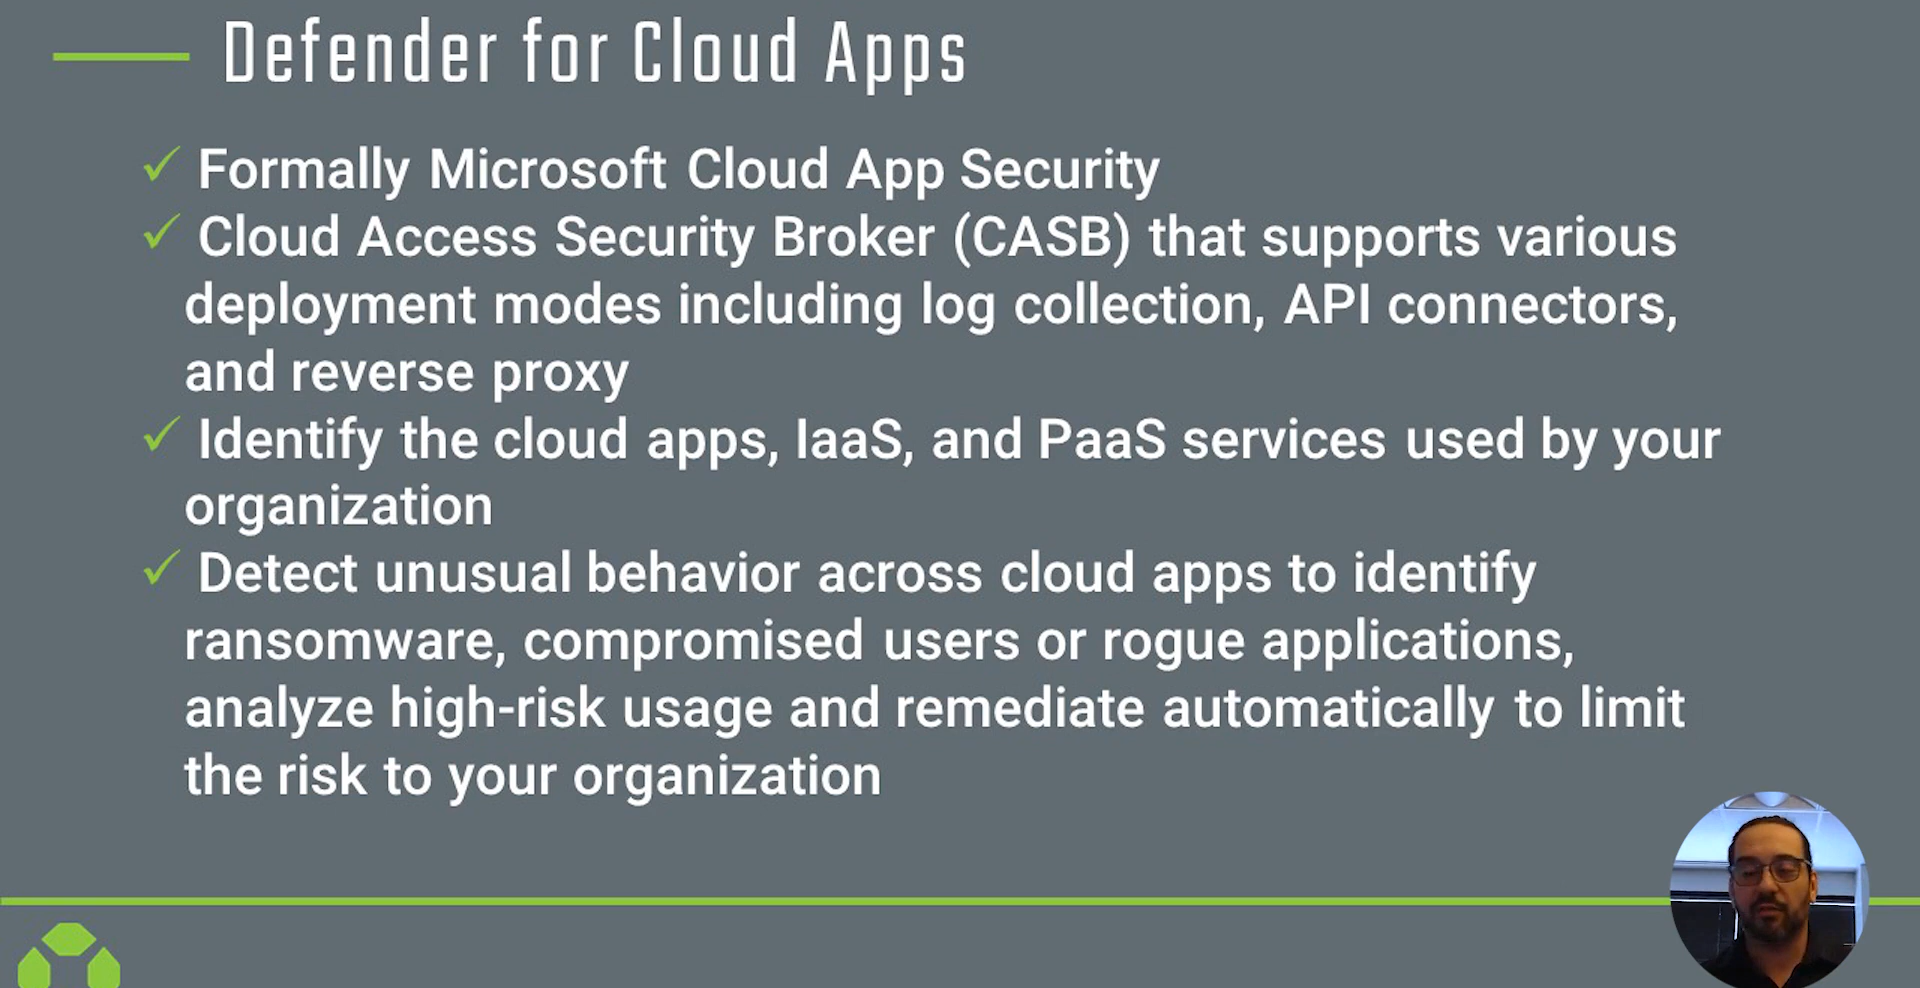 Defender for Cloud Apps
Formally Microsoft Cloud App Security
Cloud Access Security Broker (CASB) that supports various
deployment modes including log collection, API connectors,
and reverse proxy
Identify the cloud apps, IaaS, and PaaS services used by your
organization
Detect unusual behavior across cloud apps to identify
ransomware, compromised users or rogue applications,
analyze high-risk usage and remediate automatically to limit
the risk to your organization